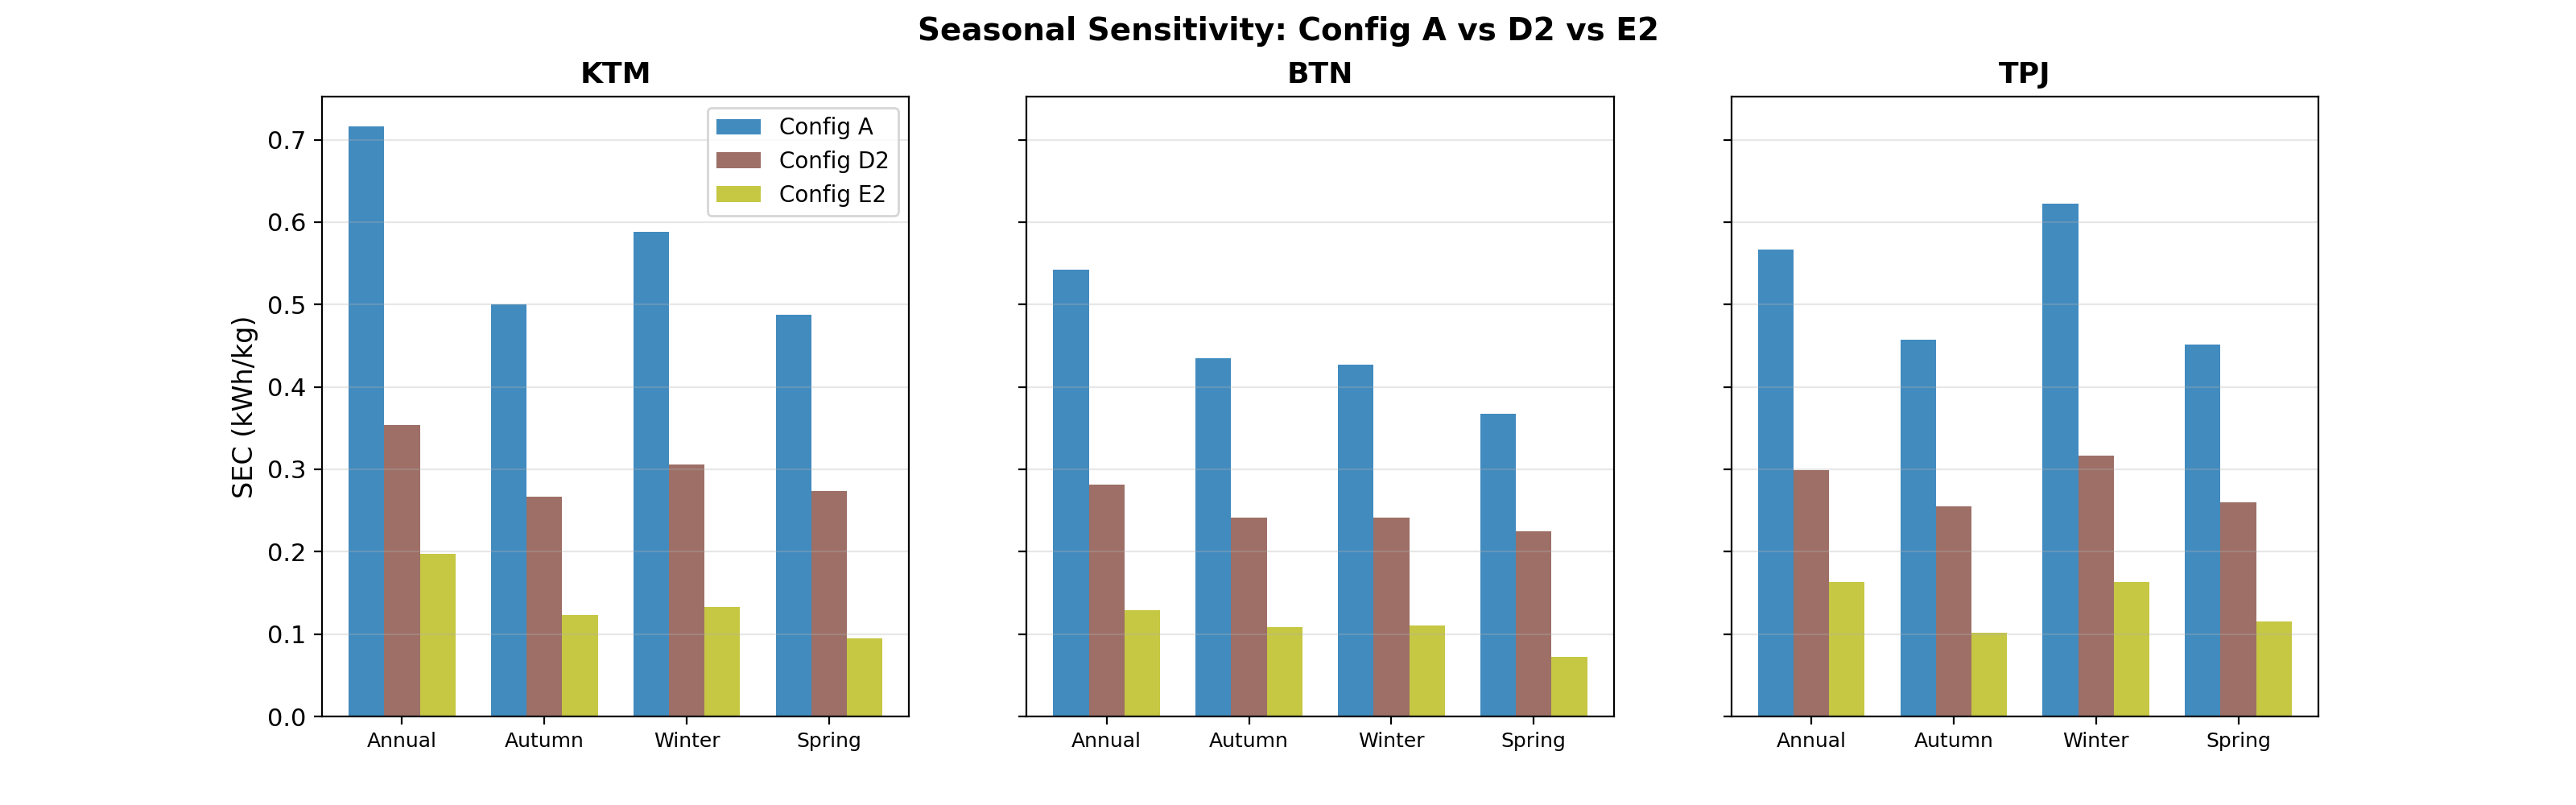 Seasonal Sensitivity: Config A vs D2 vs E2
KTM
BTN
TPJ
Config A
Config D2
Config E2
SEC (kWh/kg)
0.7
0.6
0.5
0.4
0.3
0.2
0.1
0.0
Annual Autumn Winter Spring
Annual Autumn Winter Spring
Annual Autumn Winter Spring